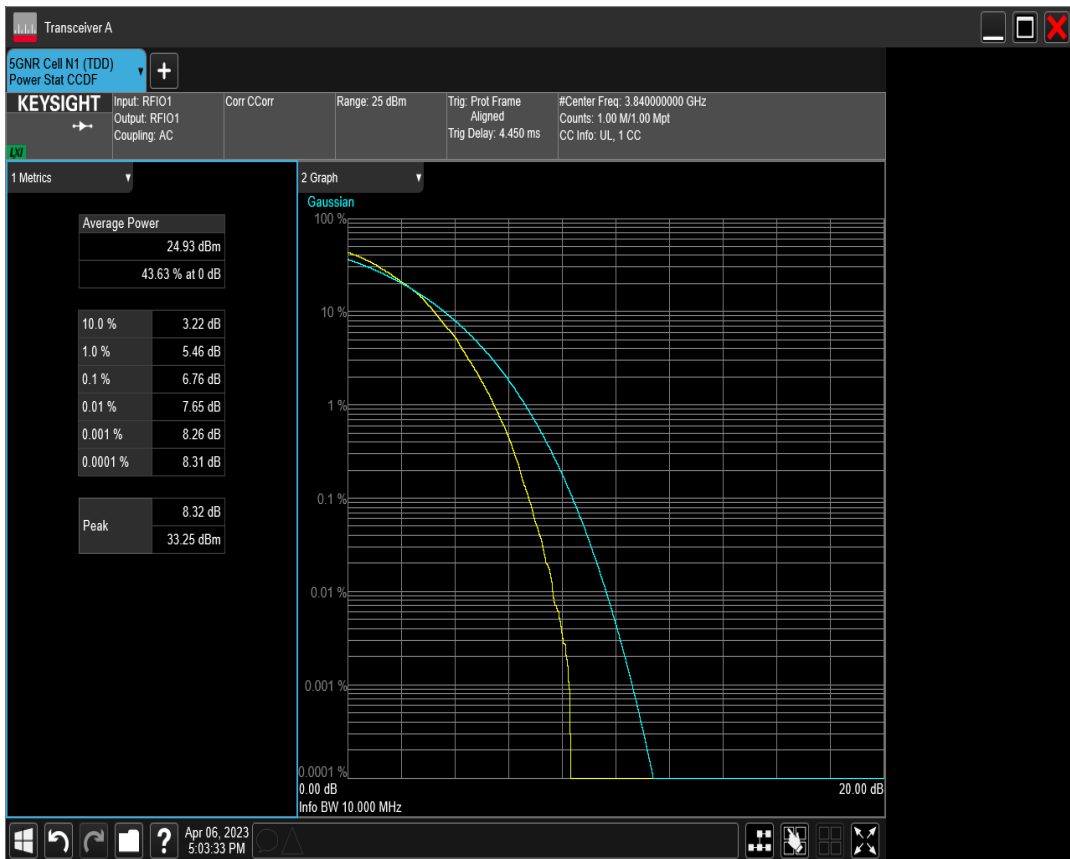 Transceiver A
5GNR Cell N1 (TDD)
Power Stat CCDF
+
KEYSIGHT
LXI
Input: RFIO1
Output: RFIO1
Coupling: AC
Corr CCorr
Range: 25 dBm
Trig: Prot Frame
Aligned
Trig Delay: 4.450 ms
#Center Freq: 3.840000000 GHz
Counts: 1.00 M/1.00 Mpt
CC Info: UL, 1 CC
1 Metrics
Average Power
24.93 dBm
43.63 % at 0 dB
10.0 % 3.22 dB
1.0 % 5.46 dB
0.1 % 6.76 dB
0.01 % 7.65 dB
0.001 % 8.26 dB
0.0001 % 8.31 dB
Peak 8.32 dB
33.25 dBm
2 Graph
Gaussian
100 %
10 %
1 %
0.1 %
0.01 %
0.001 %
0.0001 %
0.00 dB 20.00 dB
Info BW 10.000 MHz
?
Apr 06, 2023
5:03:33 PM